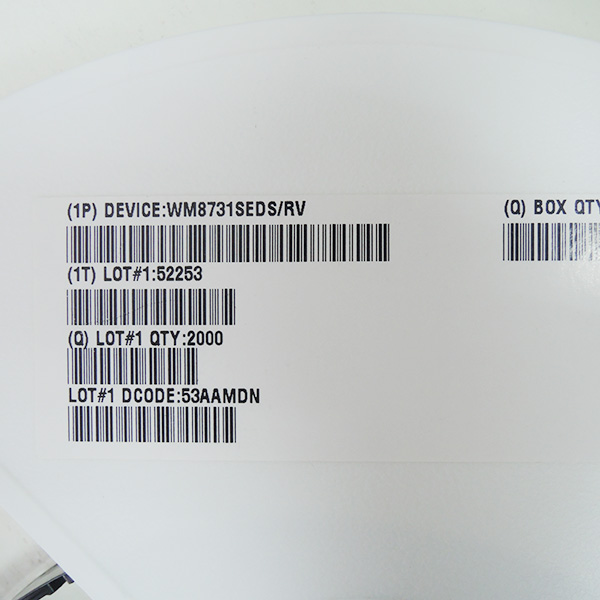 (1P) DEVICE:WM8731SEDS/RV
(Q) BOX QTY
(1T) LOT#1:52253
(Q) LOT#1 QTY:2000
LOT#1 DCODE:53AAMDN